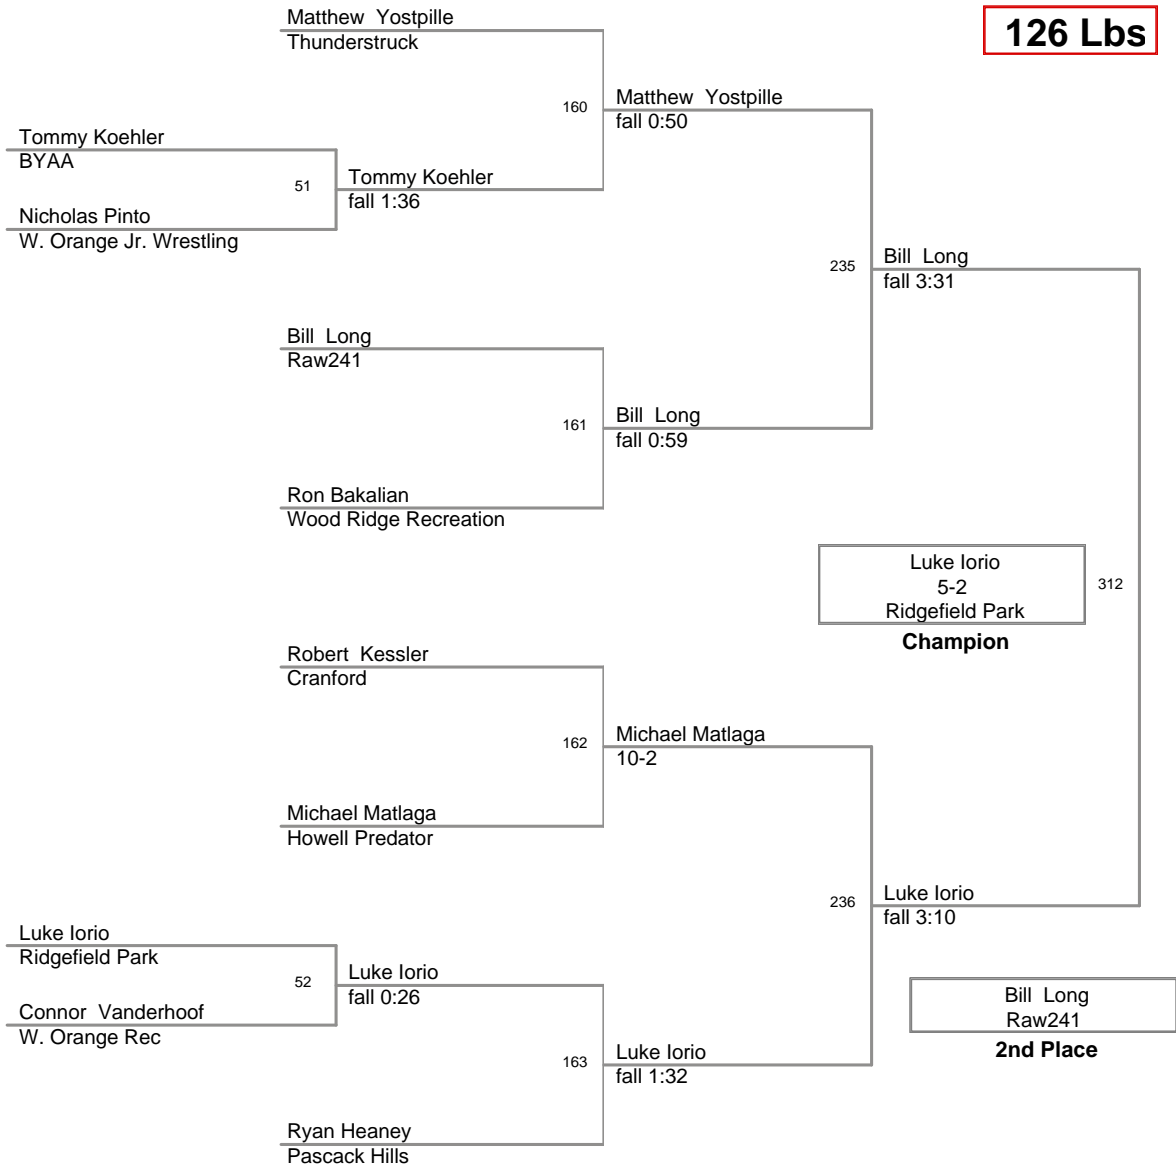 126 Lbs
Matthew  Yostpille
Thunderstruck
160
Matthew  Yostpille
fall 0:50
Tommy Koehler
BYAA
51
Tommy Koehler
fall 1:36
Nicholas Pinto
W. Orange Jr. Wrestling
235
Bill  Long
fall 3:31
Bill  Long
Raw241
161
Bill  Long
fall 0:59
Ron Bakalian
Wood Ridge Recreation
Luke Iorio
5-2
Ridgefield Park
Champion
312
Robert  Kessler
Cranford
162
Michael Matlaga
10-2
Michael Matlaga
Howell Predator
236
Luke Iorio
fall 3:10
Luke Iorio
Ridgefield Park
52
Luke Iorio
fall 0:26
Connor  Vanderhoof
W. Orange Rec
Bill  Long
Raw241
2nd Place
163
Luke Iorio
fall 1:32
Ryan Heaney
Pascack Hills